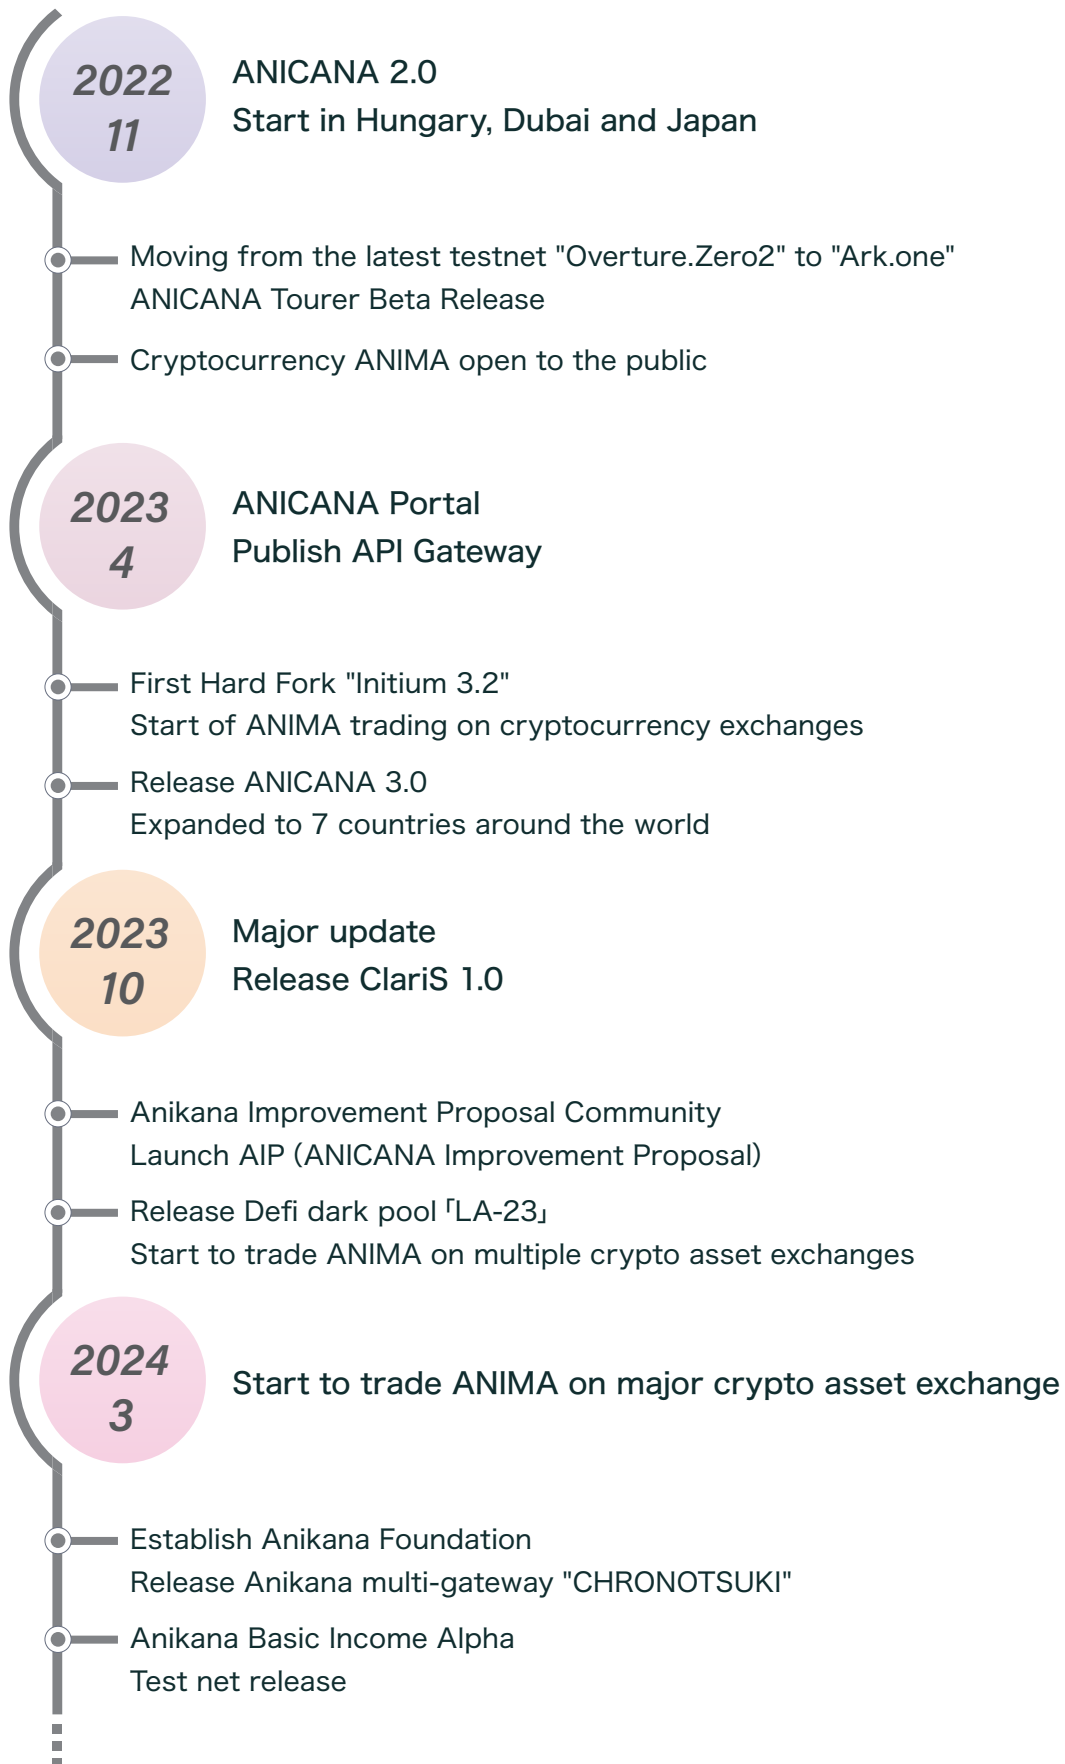 2022
11
ANICANA 2.0
Start in Hungary, Dubai and Japan
Moving from the latest testnet "Overture.Zero2" to "Ark.one"
ANICANA Tourer Beta Release
Cryptocurrency ANIMA open to the public
2023
4
ANICANA Portal
Publish API Gateway
First Hard Fork "Initium 3.2"
Start of ANIMA trading on cryptocurrency exchanges
Release ANICANA 3.0
Expanded to 7 countries around the world
2023
10
Major update
Release ClariS 1.0
Anikana Improvement Proposal Community
Launch AIP（ANICANA Improvement Proposal）
Release Defi dark pool「LA-23」
Start to trade ANIMA on multiple crypto asset exchanges
2024
3
Start to trade ANIMA on major crypto asset exchange
Establish Anikana Foundation
Release Anikana multi-gateway "CHRONOTSUKI"
Anikana Basic Income Alpha
Test net release